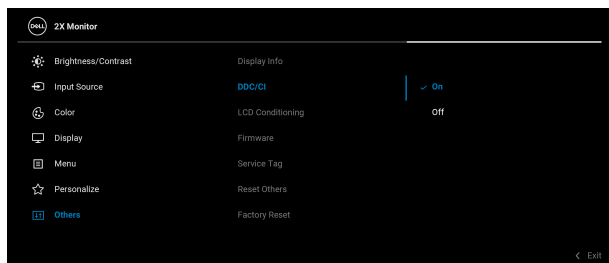 DELL 2X Monitor
Brightness/Contrast Display Info
Input Source DDC/CI On
Color LCD Conditioning Off
Display Firmware
Menu Service Tag
Personalize Reset Others
Others Factory Reset
Exit